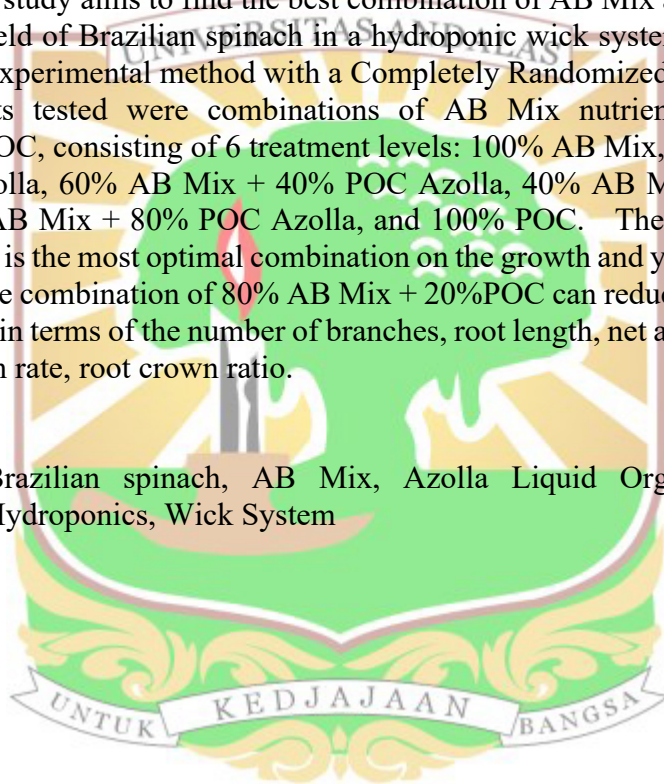 study aims to find the best combination of AB Mix
eld of Brazilian spinach in a hydroponic wick system
UNIVERSITAS ANDALAS
xperimental method with a Completely Randomized
ts tested were combinations of AB Mix nutrien
OC, consisting of 6 treatment levels: 100% AB Mix,
olla, 60% AB Mix + 40% POC Azolla, 40% AB M
AB Mix + 80% POC Azolla, and 100% POC. The
is the most optimal combination on the growth and y
e combination of 80% AB Mix + 20%POC can reduc
in terms of the number of branches, root length, net a
n rate, root crown ratio.
Brazilian spinach, AB Mix, Azolla Liquid Org
Hydroponics, Wick System
UNTUK KEDJAJAAN BANGSA